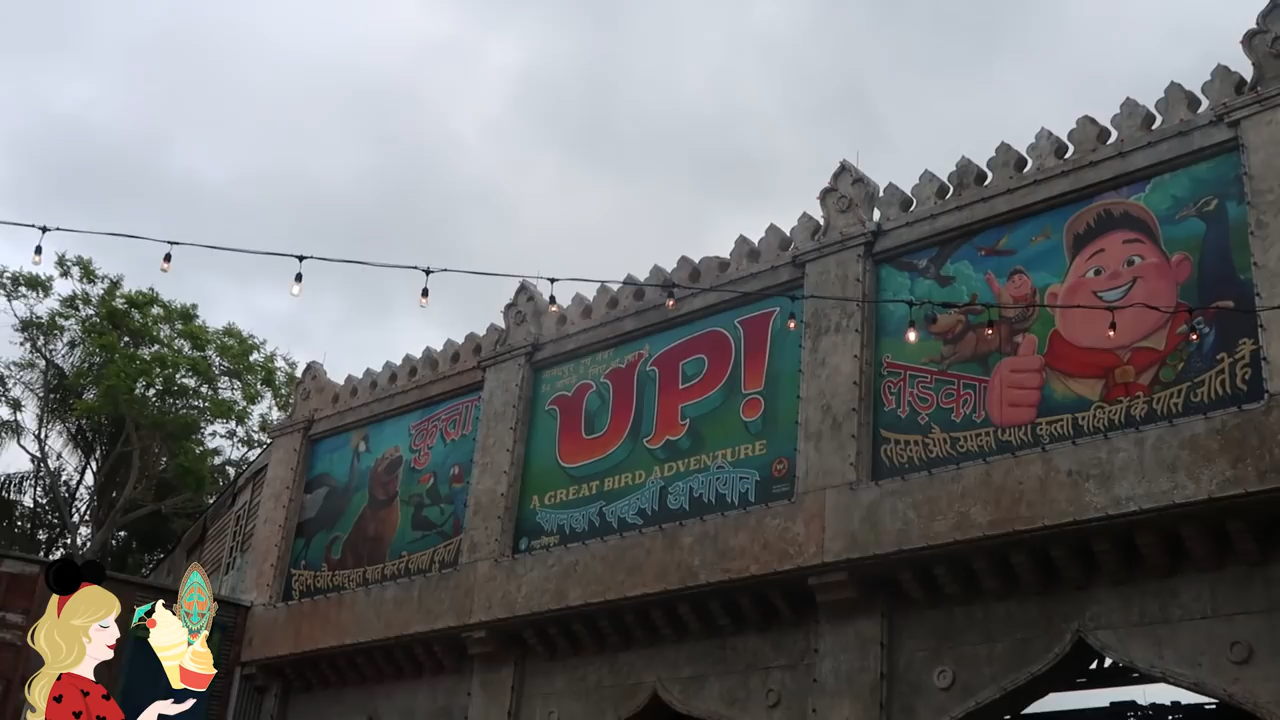 कुत्ता
दुर्लभ और अद्भुत बात करने वाला कुत्ता
UP!
A GREAT BIRD ADVENTURE
शानदार पक्षी अभियान
लड़का
लड़का और उसका प्यारा कुत्ता पक्षियों के पास जाते हैं